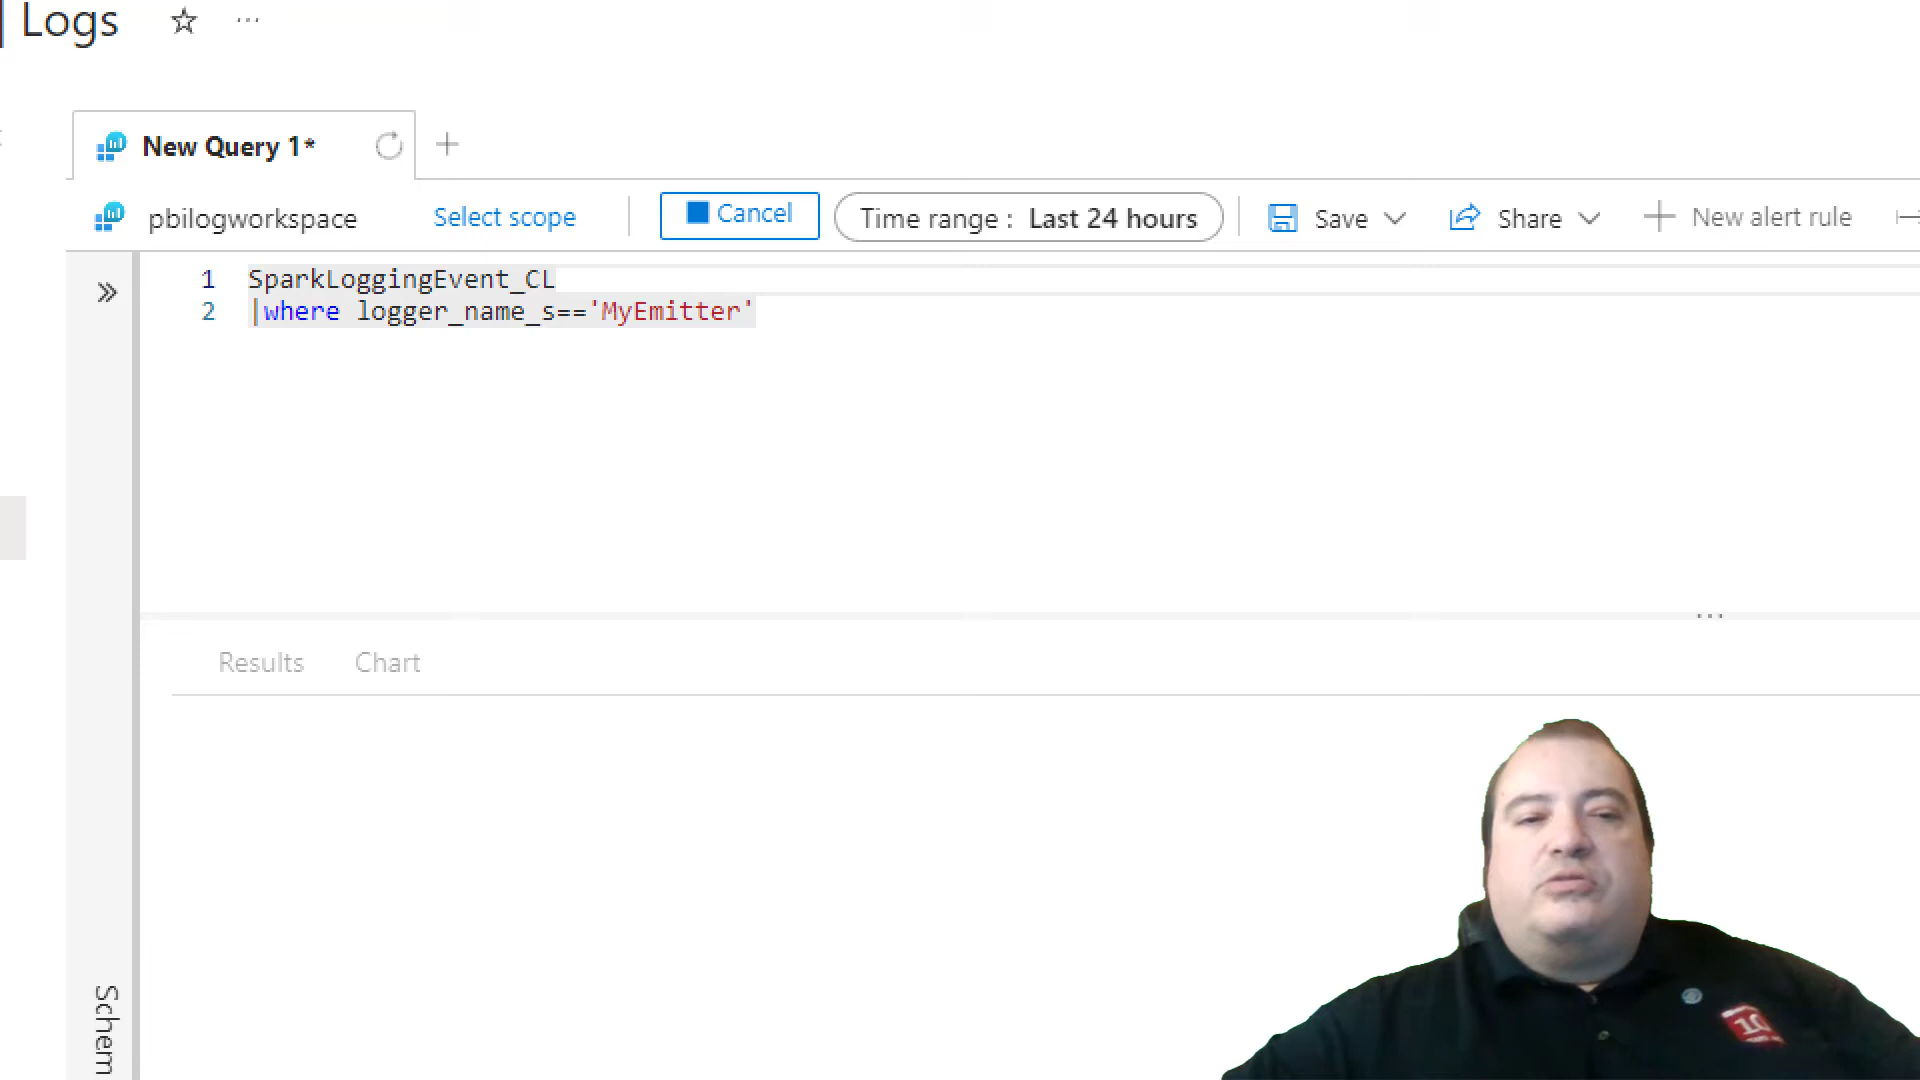 Logs
New Query 1*
pbilogworkspace Select scope Cancel Time range : Last 24 hours Save Share New alert rule
1 SparkLoggingEvent_CL
2 |where logger_name_s=='MyEmitter'
Results Chart
Schem
10